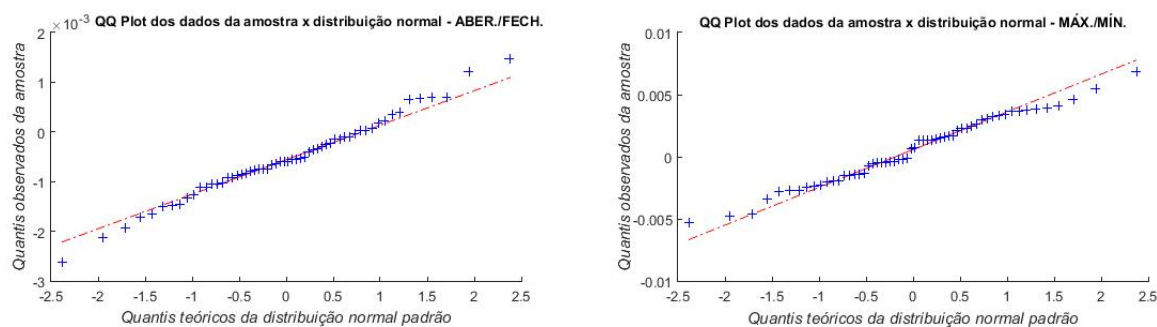 ×10⁻³ QQ Plot dos dados da amostra x distribuição normal - ABER./FECH.
2
1
0
-1
-2
-3
Quantis observados da amostra
-2.5 -2 -1.5 -1 -0.5 0 0.5 1 1.5 2 2.5
Quantis teóricos da distribuição normal padrão
QQ Plot dos dados da amostra x distribuição normal - MÁX./MÍN.
0.01
0.005
0
-0.005
-0.01
Quantis observados da amostra
-2.5 -2 -1.5 -1 -0.5 0 0.5 1 1.5 2 2.5
Quantis teóricos da distribuição normal padrão